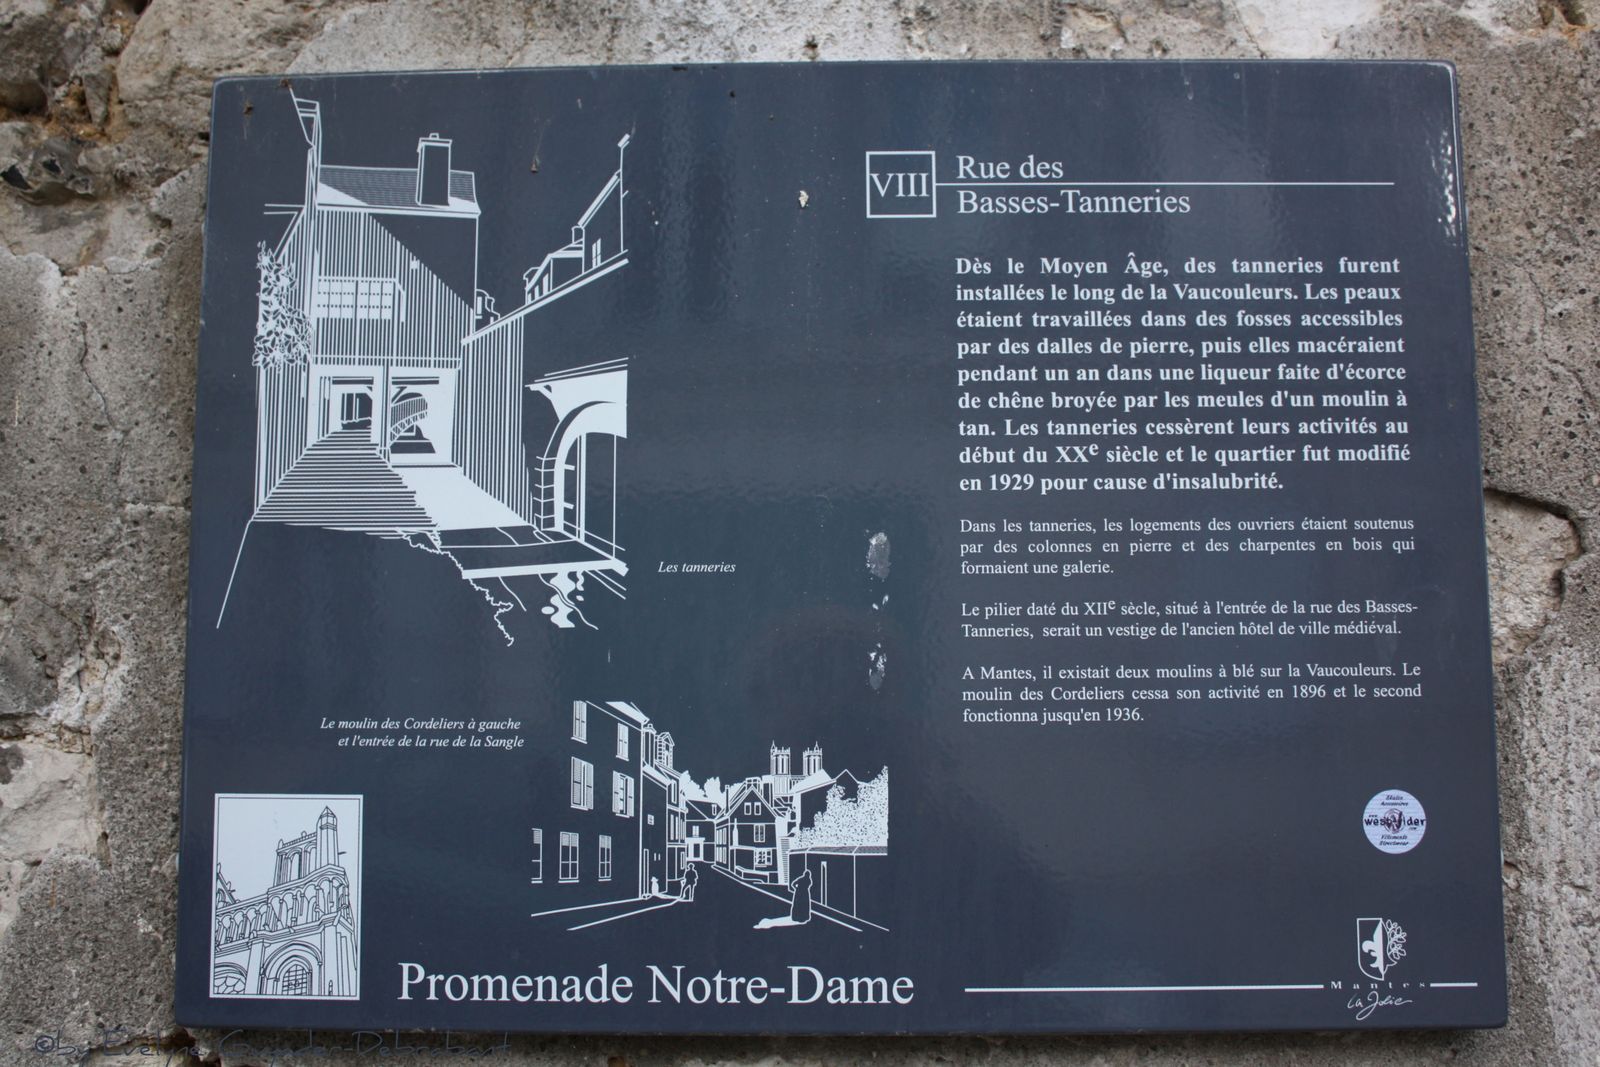 VIII
Rue des
Basses-Tanneries
Dès le Moyen Âge, des tanneries furent
installées le long de la Vaucouleurs. Les peaux
étaient travaillées dans des fosses accessibles
par des dalles de pierre, puis elles macéraient
pendant un an dans une liqueur faite d'écorce
de chêne broyée par les meules d'un moulin à
tan. Les tanneries cessèrent leurs activités au
début du XXe siècle et le quartier fut modifié
en 1929 pour cause d'insalubrité.
Dans les tanneries, les logements des ouvriers étaient soutenus
par des colonnes en pierre et des charpentes en bois qui
formaient une galerie.
Le pilier daté du XIIe sècle, situé à l'entrée de la rue des Basses-
Tanneries, serait un vestige de l'ancien hôtel de ville médiéval.
A Mantes, il existait deux moulins à blé sur la Vaucouleurs. Le
moulin des Cordeliers cessa son activité en 1896 et le second
fonctionna jusqu'en 1936.
Les tanneries
Le moulin des Cordeliers à gauche
et l'entrée de la rue de la Sangle
Skates
Accessoires
www.
.com
Vêtements
Streetwear
Promenade Notre-Dame
Mantes
la Jolie
©by Evelyne